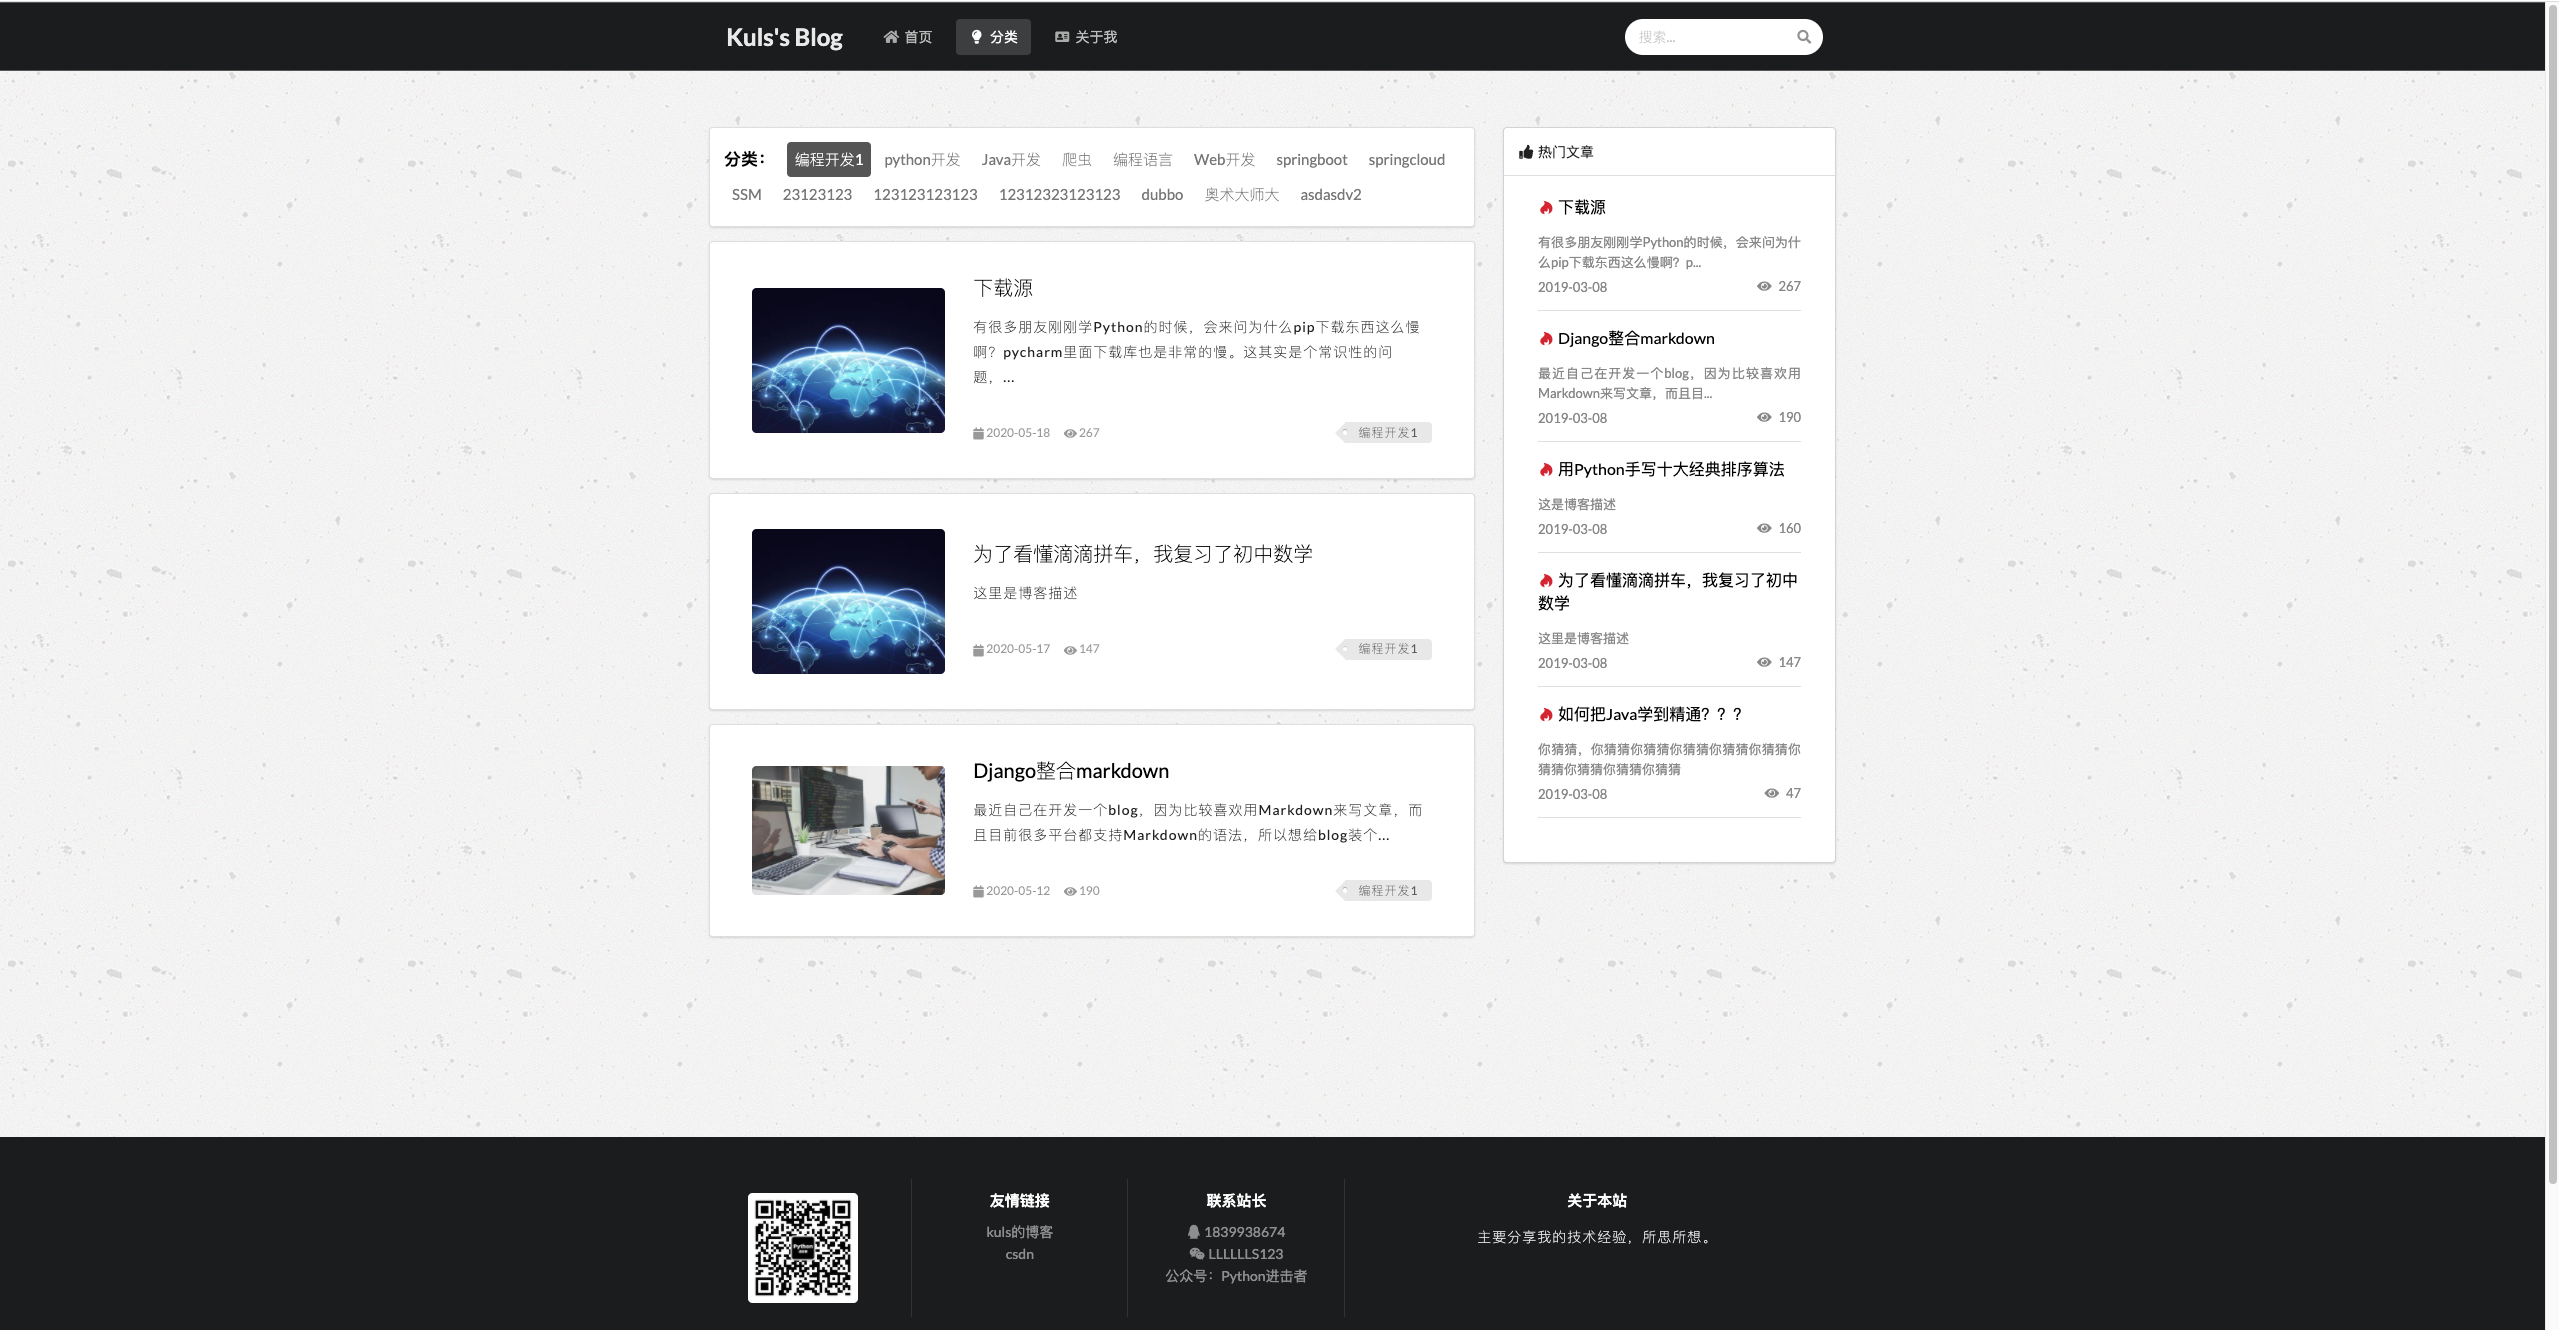 Kuls's Blog 首页 分类 关于我 搜索...
分类： 编程开发1 python开发 Java开发 爬虫 编程语言 Web开发 springboot springcloud
SSM 23123123 123123123123 12312323123123 dubbo 奥术大师大 asdasdv2
下载源
有很多朋友刚刚学Python的时候，会来问为什么pip下载东西这么慢
啊？pycharm里面下载库也是非常的慢。这其实是个常识性的问
题，...
2020-05-18 267 编程开发1
为了看懂滴滴拼车，我复习了初中数学
这里是博客描述
2020-05-17 147 编程开发1
Django整合markdown
最近自己在开发一个blog，因为比较喜欢用Markdown来写文章，而
且目前很多平台都支持Markdown的语法，所以想给blog装个...
2020-05-12 190 编程开发1
热门文章
下载源
有很多朋友刚刚学Python的时候，会来问为什
么pip下载东西这么慢啊？p...
2019-03-08 267
Django整合markdown
最近自己在开发一个blog，因为比较喜欢用
Markdown来写文章，而且目...
2019-03-08 190
用Python手写十大经典排序算法
这是博客描述
2019-03-08 160
为了看懂滴滴拼车，我复习了初中
数学
这里是博客描述
2019-03-08 147
如何把Java学到精通？？？
你猜猜，你猜猜你猜猜你猜猜你猜猜你猜猜你
猜猜你猜猜你猜猜你猜猜
2019-03-08 47
Python
友情链接
kuls的博客
csdn
联系站长
1839938674
LLLLLLS123
公众号：Python进击者
关于本站
主要分享我的技术经验，所思所想。